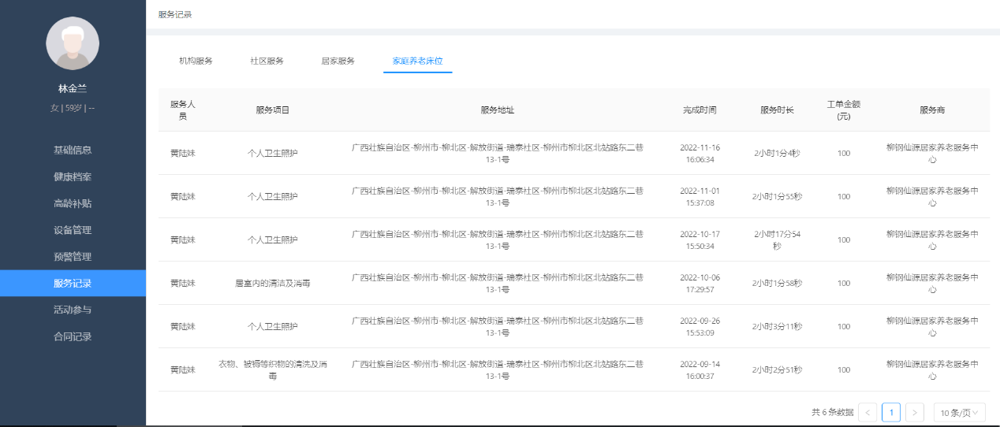 服务记录
林金兰
女 | 59岁 | --
基础信息
健康档案
高龄补贴
设备管理
预警管理
服务记录
活动参与
合同记录
机构服务 社区服务 居家服务 家庭养老床位
服务人
员
服务项目
服务地址
完成时间
服务时长
工单金额
(元)
服务商
黄陆妹
个人卫生照护
广西壮族自治区-柳州市-柳北区-解放街道-瑞泰社区-柳州市柳北区北站路东二巷
13-1号
2022-11-16
16:06:34
2小时1分4秒
100
柳钢仙源居家养老服务中
心
黄陆妹
个人卫生照护
广西壮族自治区-柳州市-柳北区-解放街道-瑞泰社区-柳州市柳北区北站路东二巷
13-1号
2022-11-01
15:37:08
2小时1分55秒
100
柳钢仙源居家养老服务中
心
黄陆妹
个人卫生照护
广西壮族自治区-柳州市-柳北区-解放街道-瑞泰社区-柳州市柳北区北站路东二巷
13-1号
2022-10-17
15:50:34
2小时17分54
秒
100
柳钢仙源居家养老服务中
心
黄陆妹
居室内的清洁及消毒
广西壮族自治区-柳州市-柳北区-解放街道-瑞泰社区-柳州市柳北区北站路东二巷
13-1号
2022-10-06
17:29:57
2小时1分58秒
100
柳钢仙源居家养老服务中
心
黄陆妹
个人卫生照护
广西壮族自治区-柳州市-柳北区-解放街道-瑞泰社区-柳州市柳北区北站路东二巷
13-1号
2022-09-26
15:53:09
2小时3分11秒
100
柳钢仙源居家养老服务中
心
黄陆妹
衣物、被褥等织物的清洗及消
毒
广西壮族自治区-柳州市-柳北区-解放街道-瑞泰社区-柳州市柳北区北站路东二巷
13-1号
2022-09-14
16:00:37
2小时2分51秒
100
柳钢仙源居家养老服务中
心
共 6 条数据 < 1 > 10 条/页